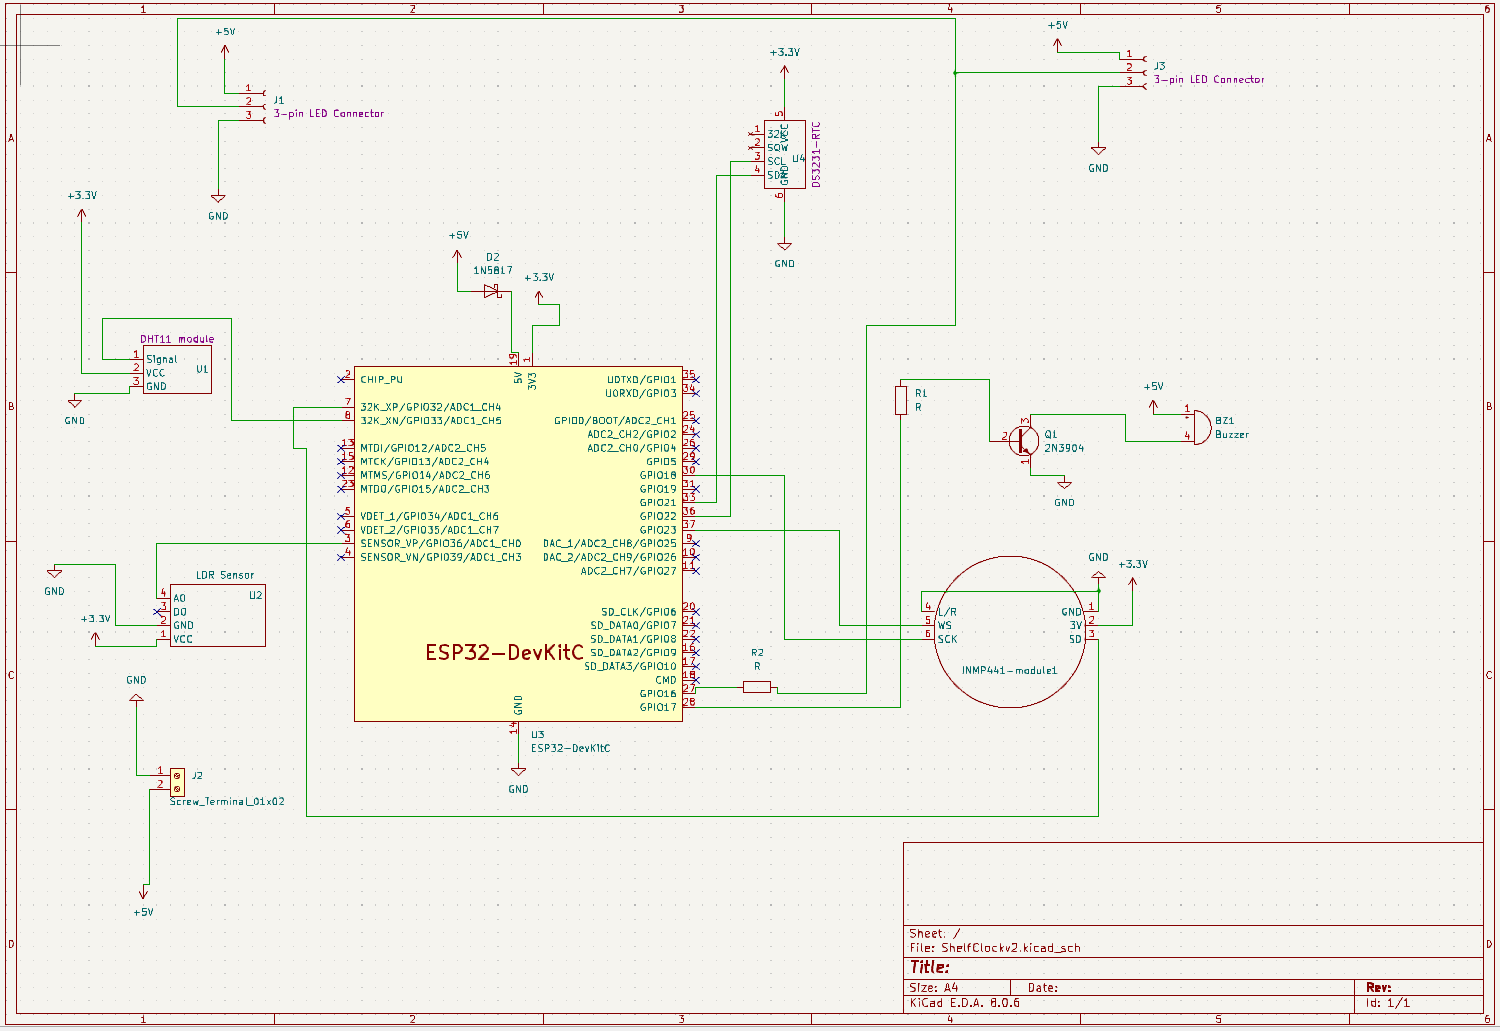 1 2 3 4 5 6
+5V
1
2
3
J1
3-pin LED Connector
GND
+3.3V
5
1 32K
2 SQW
3 SCL
4 SDA
VCC
GND
6
U4
DS3231-RTC
GND
+5V
1
2
3
J3
3-pin LED Connector
GND
A
A
+3.3V
+5V
D2
1N5817
+3.3V
DHT11 module
1 Signal
2 VCC
3 GND
U1
GND
B
B
19 1
5V 3V3
2 CHIP_PU
7 32K_XP/GPIO32/ADC1_CH4
8 32K_XN/GPIO33/ADC1_CH5
13 MTDI/GPIO12/ADC2_CH5
15 MTCK/GPIO13/ADC2_CH4
12 MTMS/GPIO14/ADC2_CH6
23 MTDO/GPIO15/ADC2_CH3
5 VDET_1/GPIO34/ADC1_CH6
6 VDET_2/GPIO35/ADC1_CH7
3 SENSOR_VP/GPIO36/ADC1_CH0
4 SENSOR_VN/GPIO39/ADC1_CH3
U0TXD/GPIO1 35
U0RXD/GPIO3 34
GPIO0/BOOT/ADC2_CH1 25
ADC2_CH2/GPIO2 24
ADC2_CH0/GPIO4 26
GPIO5 29
GPIO18 30
GPIO19 31
GPIO21 33
GPIO22 36
GPIO23 37
DAC_1/ADC2_CH8/GPIO25 9
DAC_2/ADC2_CH9/GPIO26 10
ADC2_CH7/GPIO27 11
SD_CLK/GPIO6 20
SD_DATA0/GPIO7 21
SD_DATA1/GPIO8 22
SD_DATA2/GPIO9 16
SD_DATA3/GPIO10 17
CMD 18
GPIO16 27
GPIO17 28
ESP32-DevKitC
GND
14
U3
ESP32-DevKitC
GND
R1
R
2
3
1
Q1
2N3904
GND
+5V
1
4
BZ1
Buzzer
GND
LDR Sensor
4 AO
3 DO
2 GND
1 VCC
U2
+3.3V
GND
+3.3V
4 L/R
5 WS
6 SCK
GND 1
3V 2
SD 3
INMP441-module1
R2
R
C
C
GND
1
2
J2
Screw_Terminal_01x02
+5V
D
D
Sheet: /
File: ShelfClockv2.kicad_sch
Title:
Size: A4 Date: Rev:
KiCad E.D.A. 8.0.6 Id: 1/1
1 2 3 4 5 6